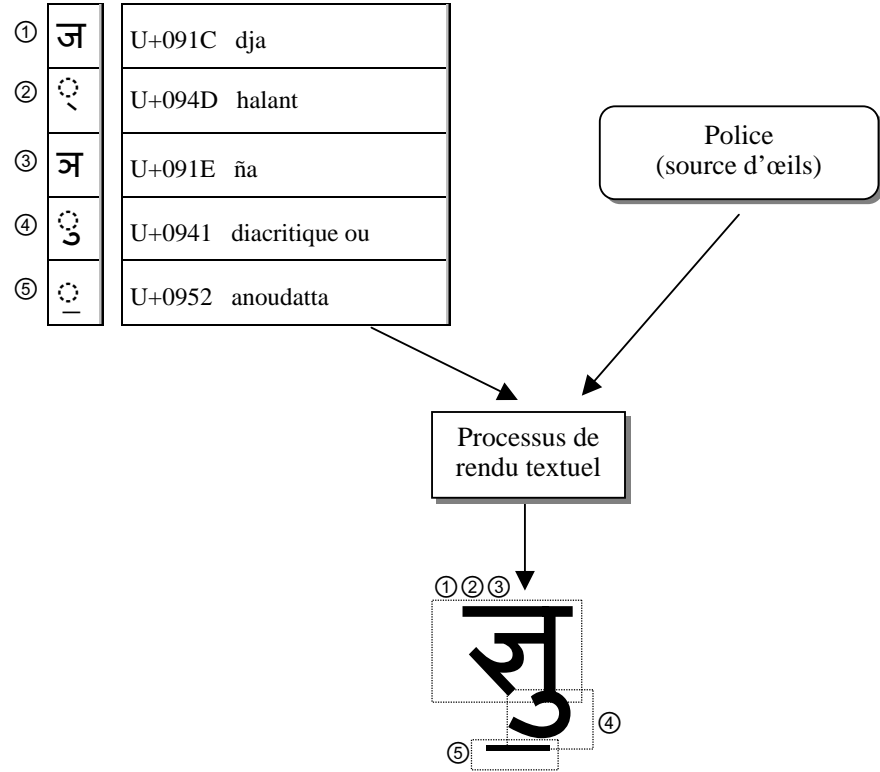 ① ज U+091C dja
② ◌् U+094D halant
③ ञ U+091E ña
④ ◌ु U+0941 diacritique ou
⑤ ◌॒ U+0952 anoudatta
Police
(source d’œils)
Processus de
rendu textuel
①②③
ज्ञु॒
④
⑤